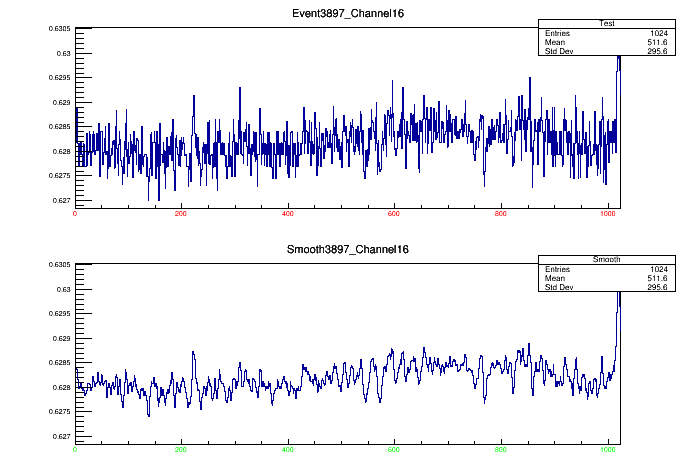 Event3897_Channel16
Test
Entries 1024
Mean 511.6
Std Dev 295.6
0.6305
0.63
0.6295
0.629
0.6285
0.628
0.6275
0.627
0 200 400 600 800 1000
Smooth3897_Channel16
Smooth
Entries 1024
Mean 511.6
Std Dev 295.6
0.6305
0.63
0.6295
0.629
0.6285
0.628
0.6275
0.627
0 200 400 600 800 1000